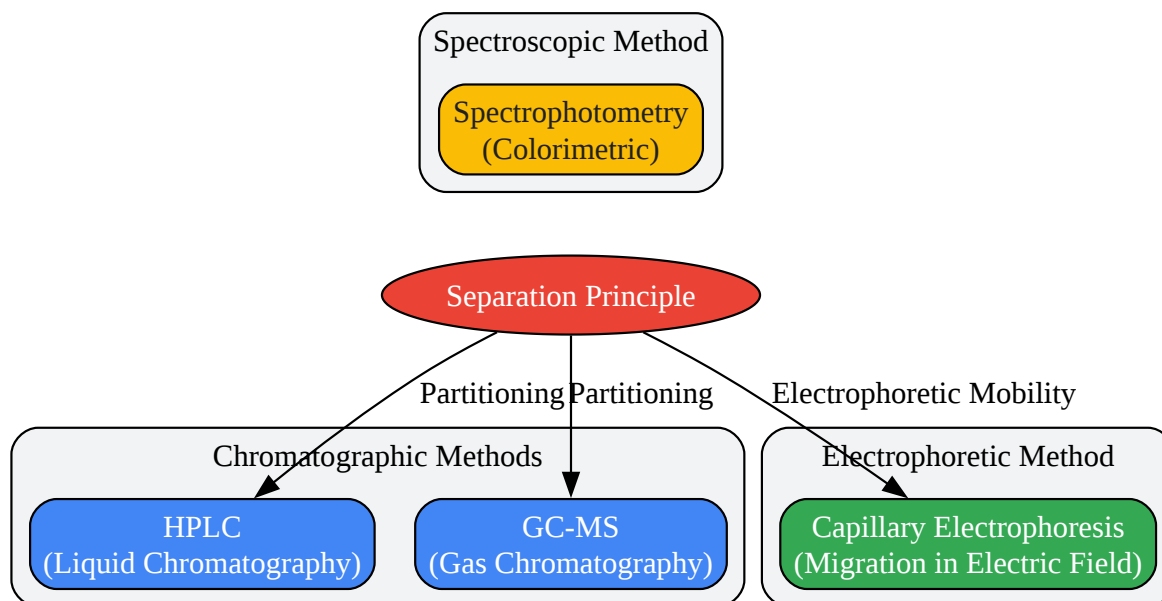 Spectroscopic Method
Spectrophotometry
(Colorimetric)
Separation Principle
Partitioning
Partitioning
Electrophoretic Mobility
Chromatographic Methods
Electrophoretic Method
HPLC
(Liquid Chromatography)
GC-MS
(Gas Chromatography)
Capillary Electrophoresis
(Migration in Electric Field)